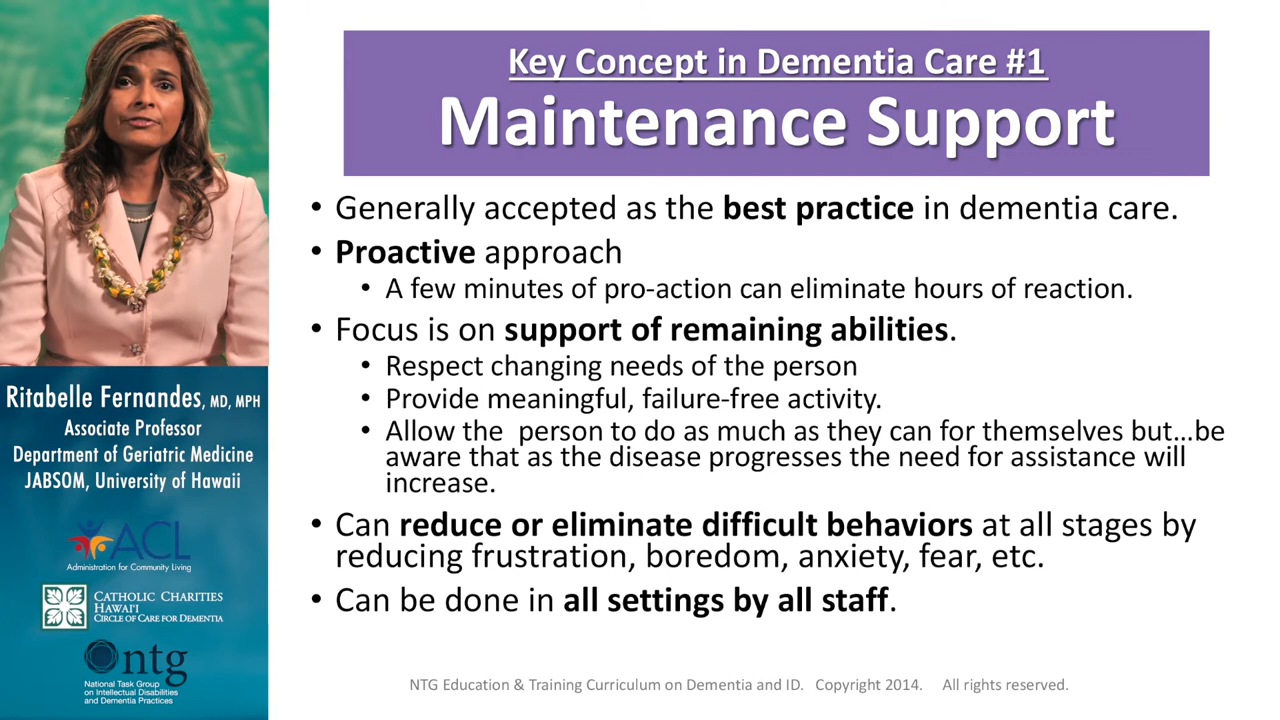 Key Concept in Dementia Care #1
Maintenance Support
• Generally accepted as the best practice in dementia care.
• Proactive approach
• A few minutes of pro-action can eliminate hours of reaction.
• Focus is on support of remaining abilities.
• Respect changing needs of the person
• Provide meaningful, failure-free activity.
• Allow the person to do as much as they can for themselves but...be
aware that as the disease progresses the need for assistance will
increase.
• Can reduce or eliminate difficult behaviors at all stages by
reducing frustration, boredom, anxiety, fear, etc.
• Can be done in all settings by all staff.
NTG Education & Training Curriculum on Dementia and ID. Copyright 2014. All rights reserved.
Ritabelle Fernandes, MD, MPH
Associate Professor
Department of Geriatric Medicine
JABSOM, University of Hawaii
ACL
Administration for Community Living
CATHOLIC CHARITIES
HAWAI'I
CIRCLE OF CARE FOR DEMENTIA
ntg
National Task Group
on Intellectual Disabilities
and Dementia Practices